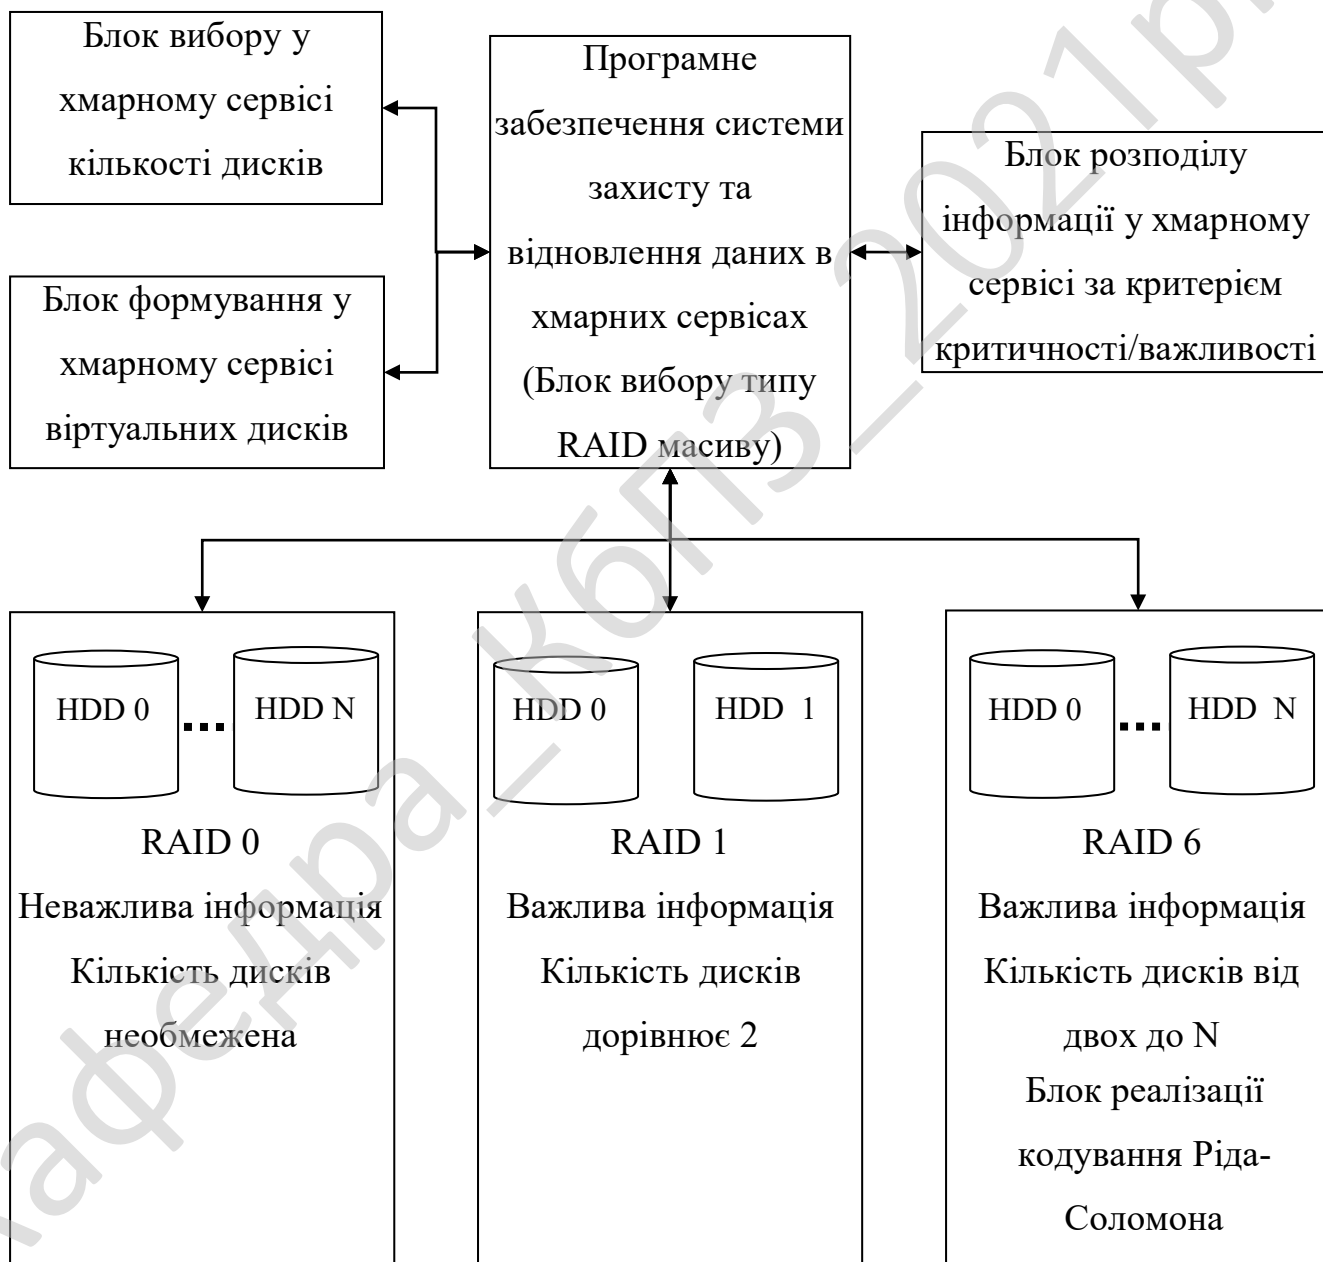 Блок вибору у
хмарному сервісі
кількості дисків
Блок формування у
хмарному сервісі
віртуальних дисків
Програмне
забезпечення системи
захисту та
відновлення даних в
хмарних сервісах
(Блок вибору типу
RAID масиву)
Блок розподілу
інформації у хмарному
сервісі за критерієм
критичності/важливості
HDD 0
HDD N
RAID 0
Неважлива інформація
Кількість дисків
необмежена
HDD 0
HDD 1
RAID 1
Важлива інформація
Кількість дисків
дорівнює 2
HDD 0
HDD N
RAID 6
Важлива інформація
Кількість дисків від
двох до N
Блок реалізації
кодування Ріда-
Соломона
кафедра_КбПЗ_2021р